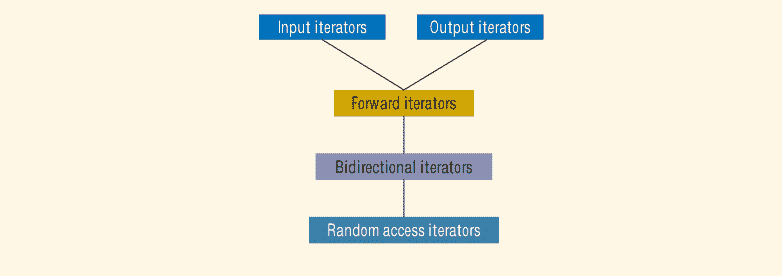 Input iterators
Output iterators
Forward iterators
Bidirectional iterators
Random access iterators